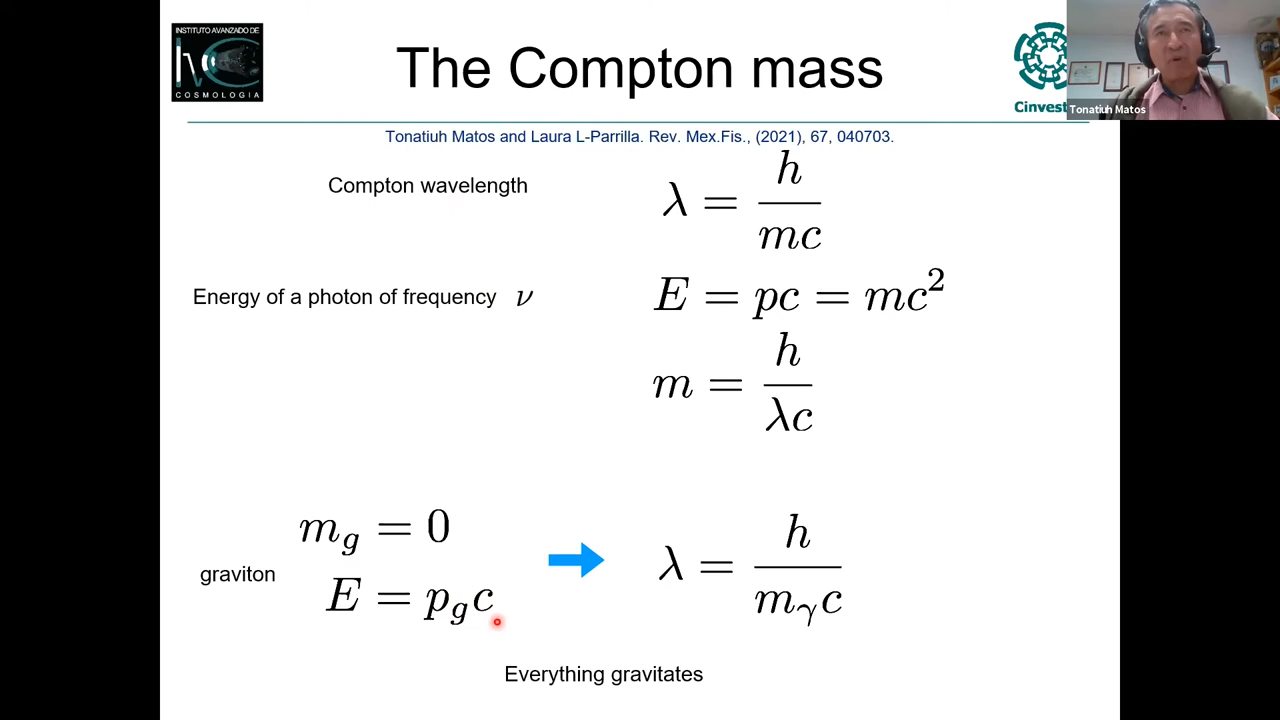 INSTITUTO AVANZADO DE
COSMOLOGIA
The Compton mass
Cinvest
Tonatiuh Matos
Tonatiuh Matos and Laura L-Parrilla. Rev. Mex.Fis., (2021), 67, 040703.
Compton wavelength
λ = h / mc
Energy of a photon of frequency ν
E = pc = mc²
m = h / λc
graviton
m_g = 0
E = p_g c
λ = h / m_γ c
Everything gravitates